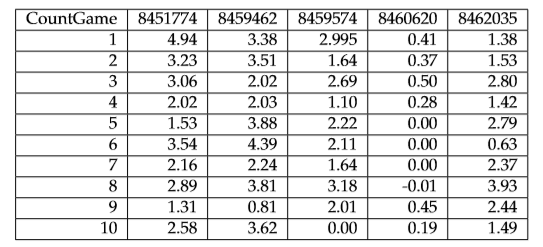 CountGame 8451774 8459462 8459574 8460620 8462035
1 4.94 3.38 2.995 0.41 1.38
2 3.23 3.51 1.64 0.37 1.53
3 3.06 2.02 2.69 0.50 2.80
4 2.02 2.03 1.10 0.28 1.42
5 1.53 3.88 2.22 0.00 2.79
6 3.54 4.39 2.11 0.00 0.63
7 2.16 2.24 1.64 0.00 2.37
8 2.89 3.81 3.18 -0.01 3.93
9 1.31 0.81 2.01 0.45 2.44
10 2.58 3.62 0.00 0.19 1.49